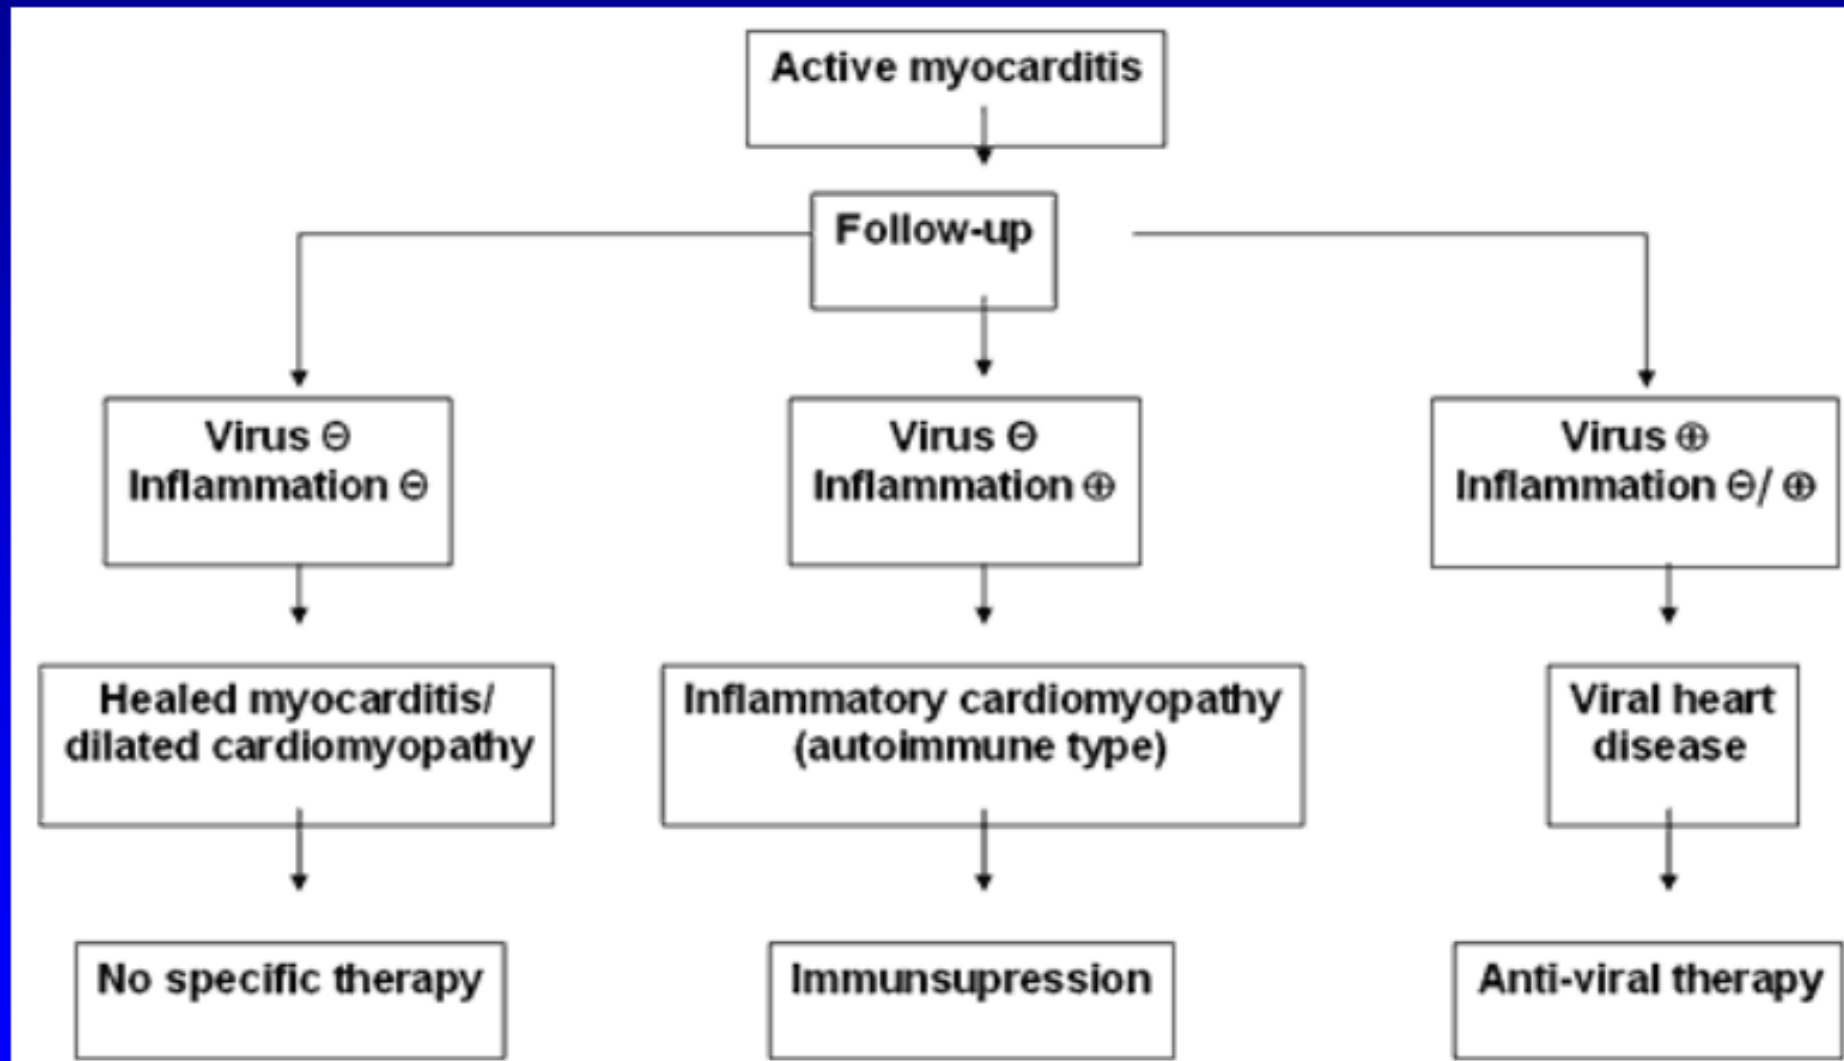 Active myocarditis
Follow-up
Virus ⊖
Inflammation ⊖
Virus ⊖
Inflammation ⊕
Virus ⊕
Inflammation ⊖/ ⊕
Healed myocarditis/
dilated cardiomyopathy
Inflammatory cardiomyopathy
(autoimmune type)
Viral heart
disease
No specific therapy
Immunsupression
Anti-viral therapy